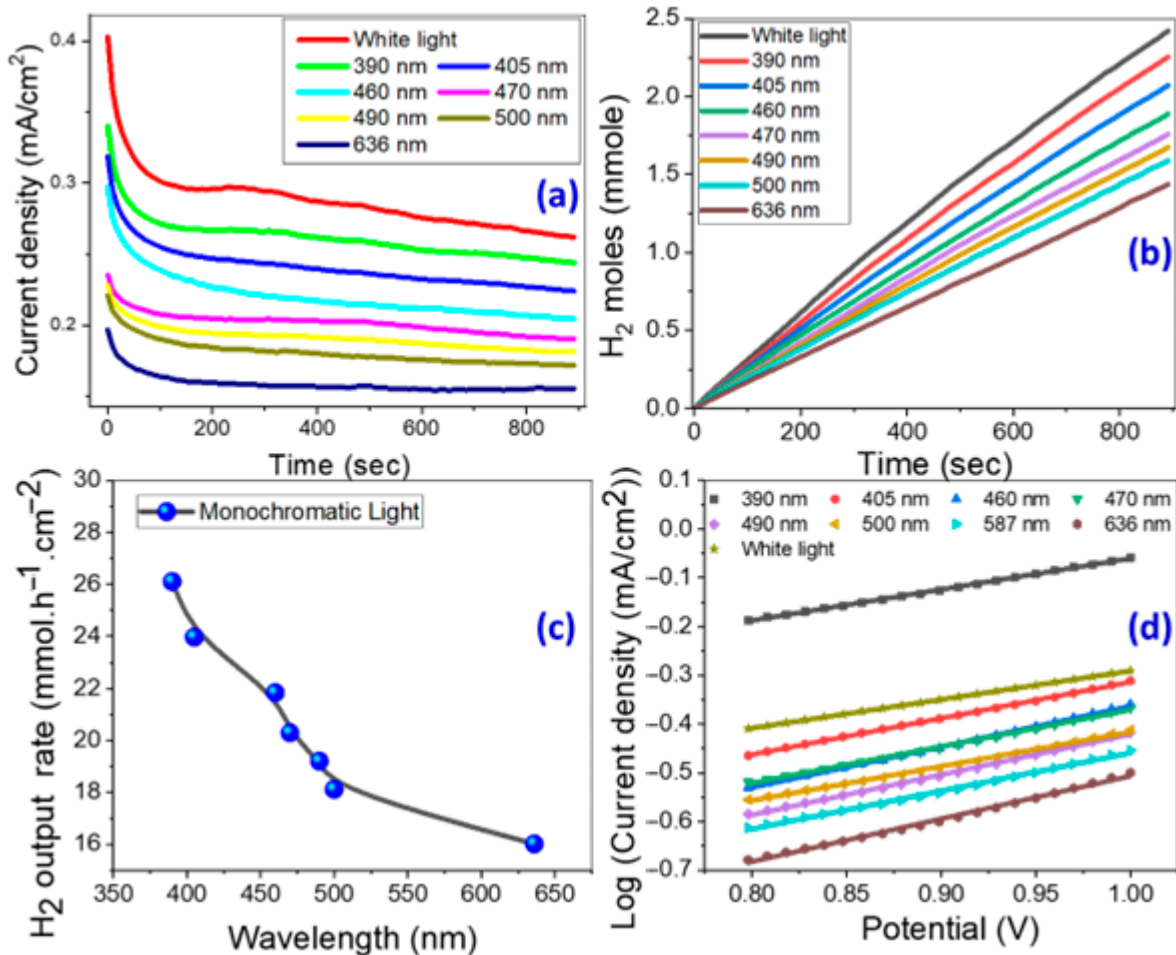 Current density (mA/cm²)
0.4
0.3
0.2
White light
390 nm 405 nm
460 nm 470 nm
490 nm 500 nm
636 nm
(a)
0 200 400 600 800
Time (sec)
H₂ moles (mmole)
2.5
2.0
1.5
1.0
0.5
0.0
White light
390 nm
405 nm
460 nm
470 nm
490 nm
500 nm
636 nm
(b)
0 200 400 600 800
Time (sec)
H₂ output rate (mmol.h⁻¹.cm⁻²)
30
28
26
24
22
20
18
16
Monochromatic Light
(c)
350 400 450 500 550 600 650
Wavelength (nm)
Log (Current density (mA/cm²))
0.1
0.0
−0.1
−0.2
−0.3
−0.4
−0.5
−0.6
−0.7
390 nm 405 nm 460 nm 470 nm
490 nm 500 nm 587 nm 636 nm
White light
(d)
0.80 0.85 0.90 0.95 1.00
Potential (V)